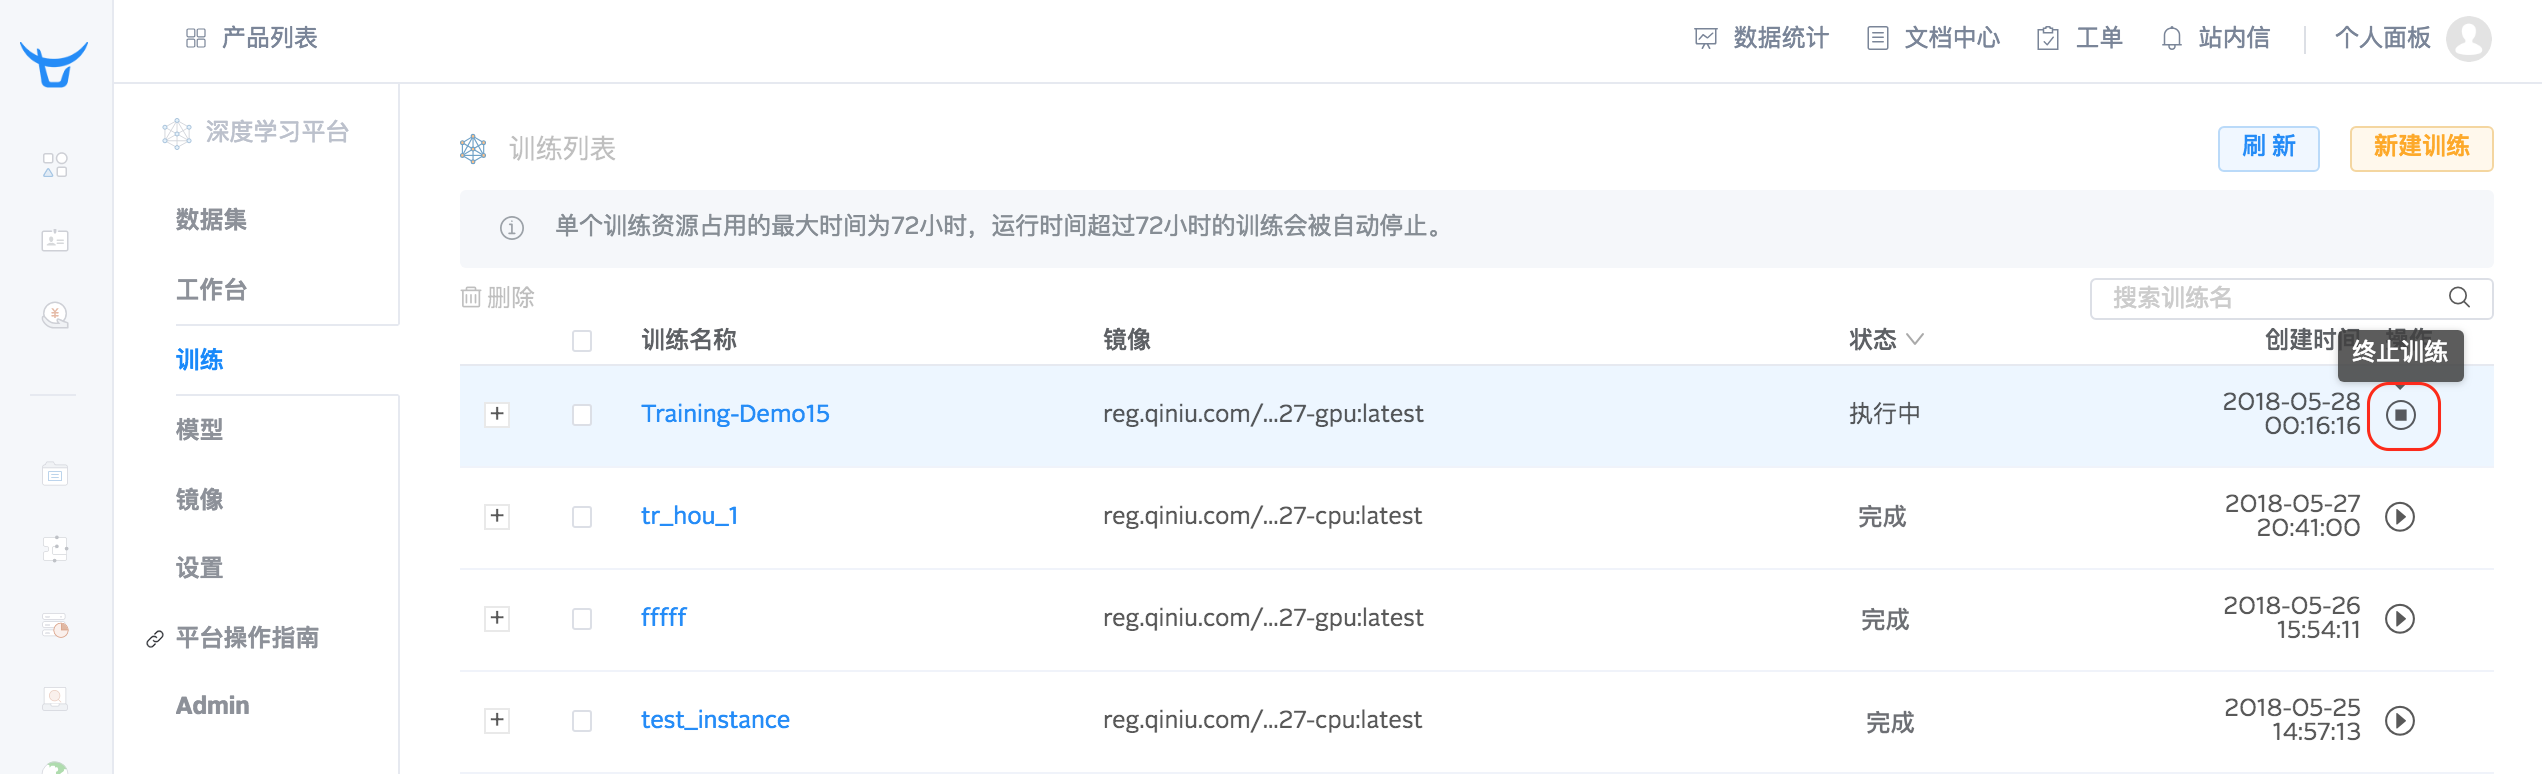 产品列表
数据统计
文档中心
工单
站内信
个人面板
深度学习平台
数据集
工作台
训练
模型
镜像
设置
平台操作指南
Admin
训练列表
刷 新
新建训练
单个训练资源占用的最大时间为72小时，运行时间超过72小时的训练会被自动停止。
删除
搜索训练名
训练名称
镜像
状态
创建时间
操作
终止训练
Training-Demo15
reg.qiniu.com/...27-gpu:latest
执行中
2018-05-28
00:16:16
tr_hou_1
reg.qiniu.com/...27-cpu:latest
完成
2018-05-27
20:41:00
fffff
reg.qiniu.com/...27-gpu:latest
完成
2018-05-26
15:54:11
test_instance
reg.qiniu.com/...27-cpu:latest
完成
2018-05-25
14:57:13